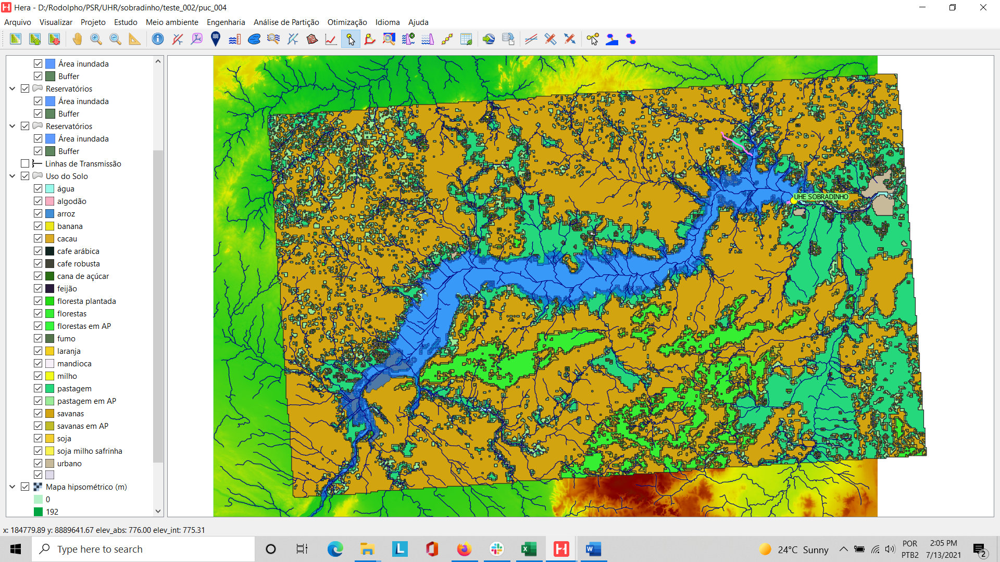 Hera - D:/Rodolpho/PSR/UHR/sobradinho/teste_002/puc_004
Arquivo Visualizar Projeto Estudo Meio ambiente Engenharia Análise de Partição Otimização Idioma Ajuda
Área inundada
Buffer
Reservatórios
Área inundada
Buffer
Reservatórios
Área inundada
Buffer
Linhas de Transmissão
Uso do Solo
água
algodão
arroz
banana
cacau
cafe arábica
cafe robusta
cana de açúcar
feijão
floresta plantada
florestas
florestas em AP
fumo
laranja
mandioca
milho
pastagem
pastagem em AP
savanas
savanas em AP
soja
soja milho safrinha
urbano
Mapa hipsométrico (m)
0
192
UHE SOBRADINHO
x: 184779.89 y: 8889641.67 elev_abs: 776.00 elev_int: 775.31
Type here to search
24°C Sunny
POR
PTB2
2:05 PM
7/13/2021
2